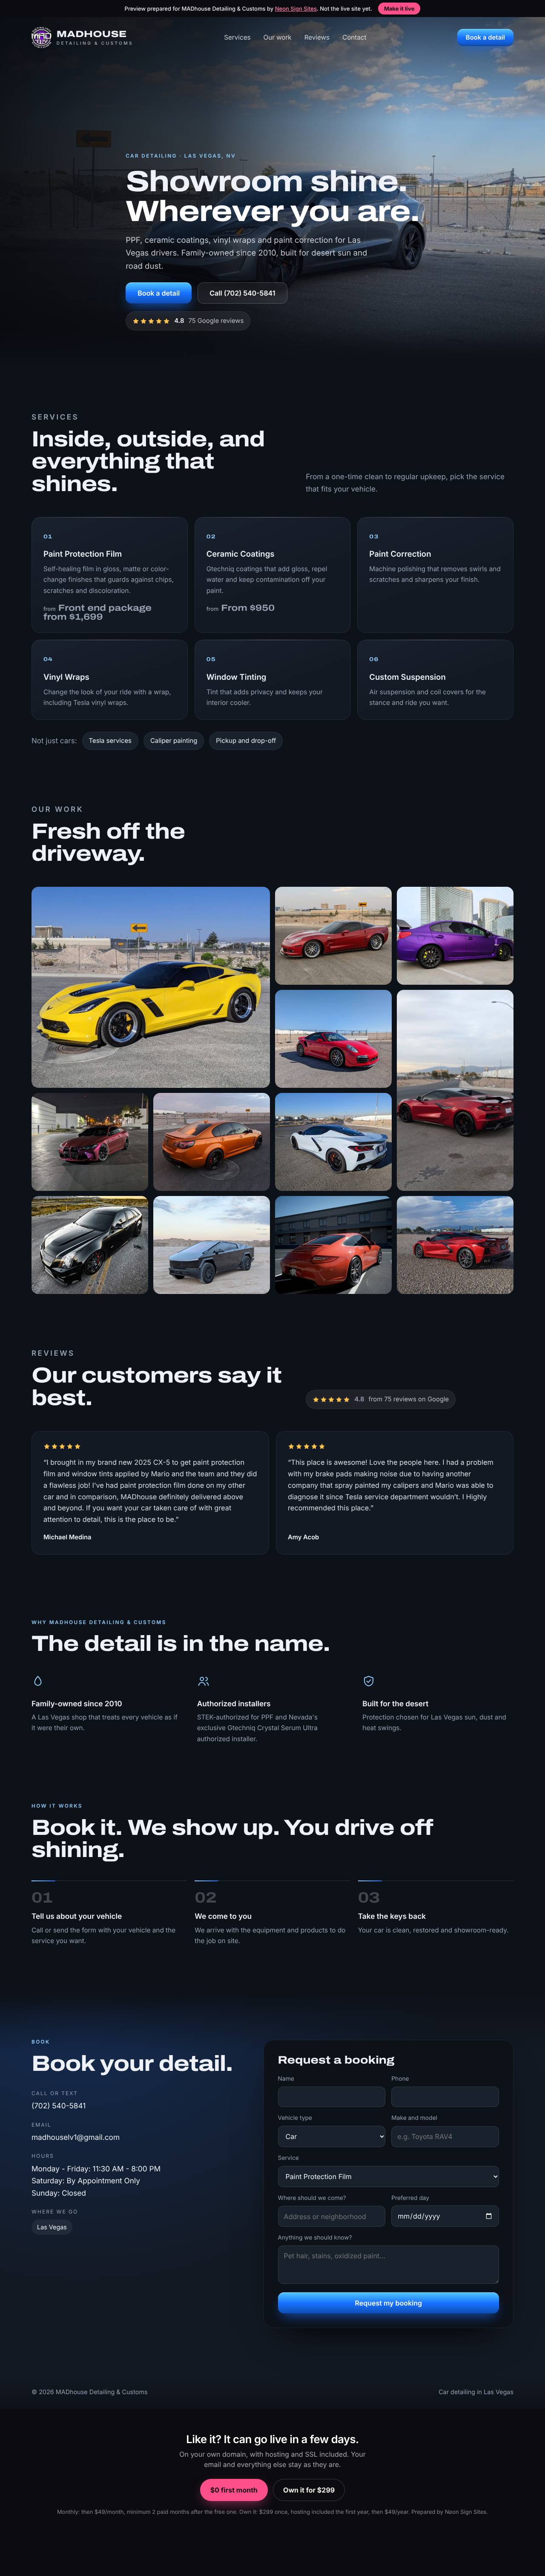 Preview prepared for MADhouse Detailing & Customs by Neon Sign Sites. Not the live site yet. Make it live
MADHOUSE
DETAILING & CUSTOMS
Services Our work Reviews Contact
Book a detail
CAR DETAILING · LAS VEGAS, NV
Showroom shine.
Wherever you are.
PPF, ceramic coatings, vinyl wraps and paint correction for Las
Vegas drivers. Family-owned since 2010, built for desert sun and
road dust.
Book a detail Call (702) 540-5841
★★★★★ 4.8 75 Google reviews
SERVICES
Inside, outside, and
everything that
shines.
From a one-time clean to regular upkeep, pick the service
that fits your vehicle.
01
Paint Protection Film
Self-healing film in gloss, matte or color-
change finishes that guards against chips,
scratches and discoloration.
from Front end package
from $1,699
02
Ceramic Coatings
Gtechniq coatings that add gloss, repel
water and keep contamination off your
paint.
from From $950
03
Paint Correction
Machine polishing that removes swirls and
scratches and sharpens your finish.
04
Vinyl Wraps
Change the look of your ride with a wrap,
including Tesla vinyl wraps.
05
Window Tinting
Tint that adds privacy and keeps your
interior cooler.
06
Custom Suspension
Air suspension and coil covers for the
stance and ride you want.
Not just cars: Tesla services Caliper painting Pickup and drop-off
OUR WORK
Fresh off the
driveway.
REVIEWS
Our customers say it
best.
★★★★★ 4.8 from 75 reviews on Google
★★★★★
“I brought in my brand new 2025 CX-5 to get paint protection
film and window tints applied by Mario and the team and they did
a flawless job! I've had paint protection film done on my other
car and in comparison, MADhouse definitely delivered above
and beyond. If you want your car taken care of with great
attention to detail, this is the place to be.”
Michael Medina
★★★★★
“This place is awesome! Love the people here. I had a problem
with my brake pads making noise due to having another
company that spray painted my calipers and Mario was able to
diagnose it since Tesla service department wouldn't. I Highly
recommended this place.”
Amy Acob
WHY MADHOUSE DETAILING & CUSTOMS
The detail is in the name.
Family-owned since 2010
A Las Vegas shop that treats every vehicle as if
it were their own.
Authorized installers
STEK-authorized for PPF and Nevada's
exclusive Gtechniq Crystal Serum Ultra
authorized installer.
Built for the desert
Protection chosen for Las Vegas sun, dust and
heat swings.
HOW IT WORKS
Book it. We show up. You drive off
shining.
01
Tell us about your vehicle
Call or send the form with your vehicle and the
service you want.
02
We come to you
We arrive with the equipment and products to do
the job on site.
03
Take the keys back
Your car is clean, restored and showroom-ready.
BOOK
Book your detail.
CALL OR TEXT
(702) 540-5841
EMAIL
madhouselv1@gmail.com
HOURS
Monday - Friday: 11:30 AM - 8:00 PM
Saturday: By Appointment Only
Sunday: Closed
WHERE WE GO
Las Vegas
Request a booking
Name Phone
Vehicle type Make and model
Car e.g. Toyota RAV4
Service
Paint Protection Film
Where should we come? Preferred day
Address or neighborhood mm/dd/yyyy
Anything we should know?
Pet hair, stains, oxidized paint...
Request my booking
© 2026 MADhouse Detailing & Customs
Car detailing in Las Vegas
Like it? It can go live in a few days.
On your own domain, with hosting and SSL included. Your
email and everything else stay as they are.
$0 first month Own it for $299
Monthly: then $49/month, minimum 2 paid months after the free one. Own it: $299 once, hosting included the first year, then $49/year. Prepared by Neon Sign Sites.